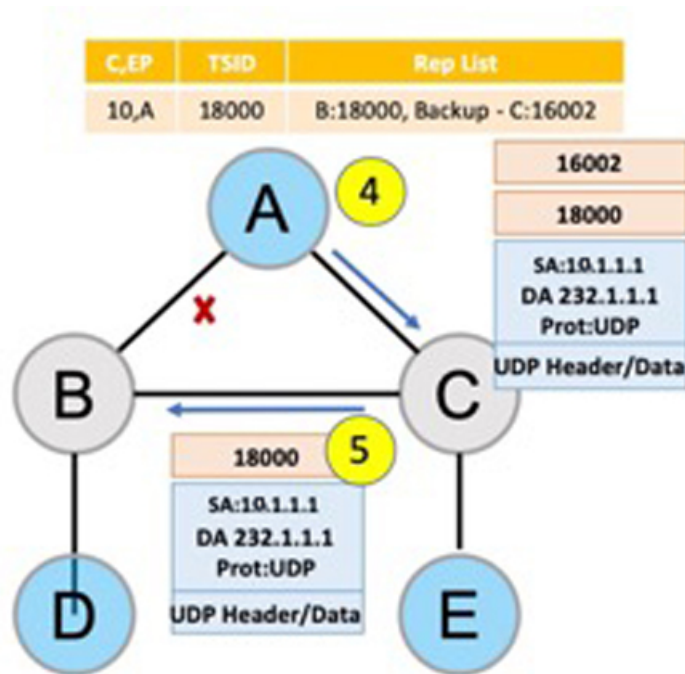 C,EP TSID Rep List
10,A 18000 B:18000, Backup - C:16002
16002
A
4
18000
SA:10.1.1.1
DA 232.1.1.1
Prot:UDP
UDP Header/Data
x
B
C
18000
5
SA:10.1.1.1
DA 232.1.1.1
Prot:UDP
UDP Header/Data
D
E